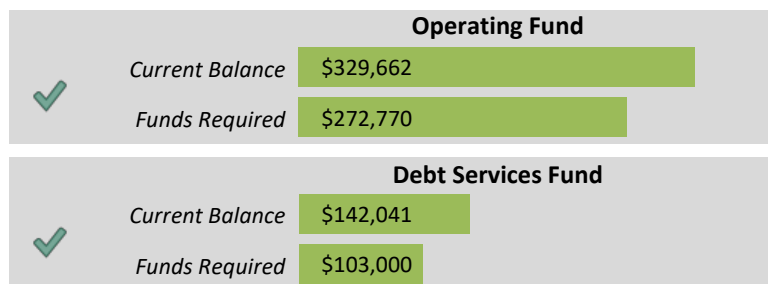 Operating Fund
Current Balance $329,662
Funds Required $272,770
Debt Services Fund
Current Balance $142,041
Funds Required $103,000